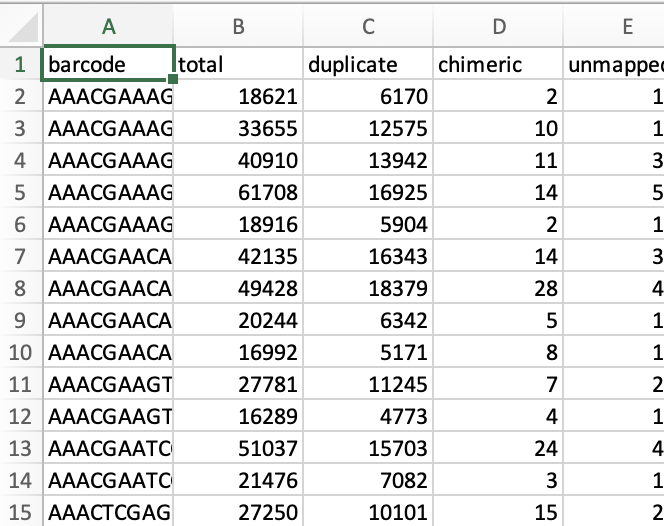 A B C D E
1 barcode total duplicate chimeric unmapped
2 AAACGAAAG 18621 6170 2 1
3 AAACGAAAG 33655 12575 10 1
4 AAACGAAAG 40910 13942 11 3
5 AAACGAAAG 61708 16925 14 5
6 AAACGAAAG 18916 5904 2 1
7 AAACGAACA 42135 16343 14 3
8 AAACGAACA 49428 18379 28 4
9 AAACGAACA 20244 6342 5 1
10 AAACGAACA 16992 5171 8 1
11 AAACGAAGT 27781 11245 7 2
12 AAACGAAGT 16289 4773 4 1
13 AAACGAATC 51037 15703 24 4
14 AAACGAATC 21476 7082 3 1
15 AAACTCGAG 27250 10101 15 2